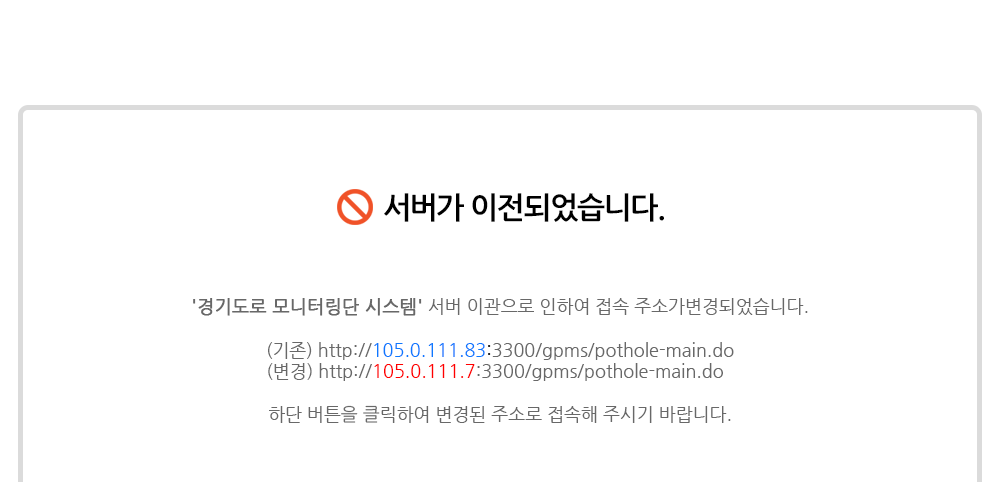 서버가 이전되었습니다.
'경기도로 모니터링단 시스템' 서버 이관으로 인하여 접속 주소가변경되었습니다.
(기존) http://105.0.111.83:3300/gpms/pothole-main.do
(변경) http://105.0.111.7:3300/gpms/pothole-main.do
하단 버튼을 클릭하여 변경된 주소로 접속해 주시기 바랍니다.